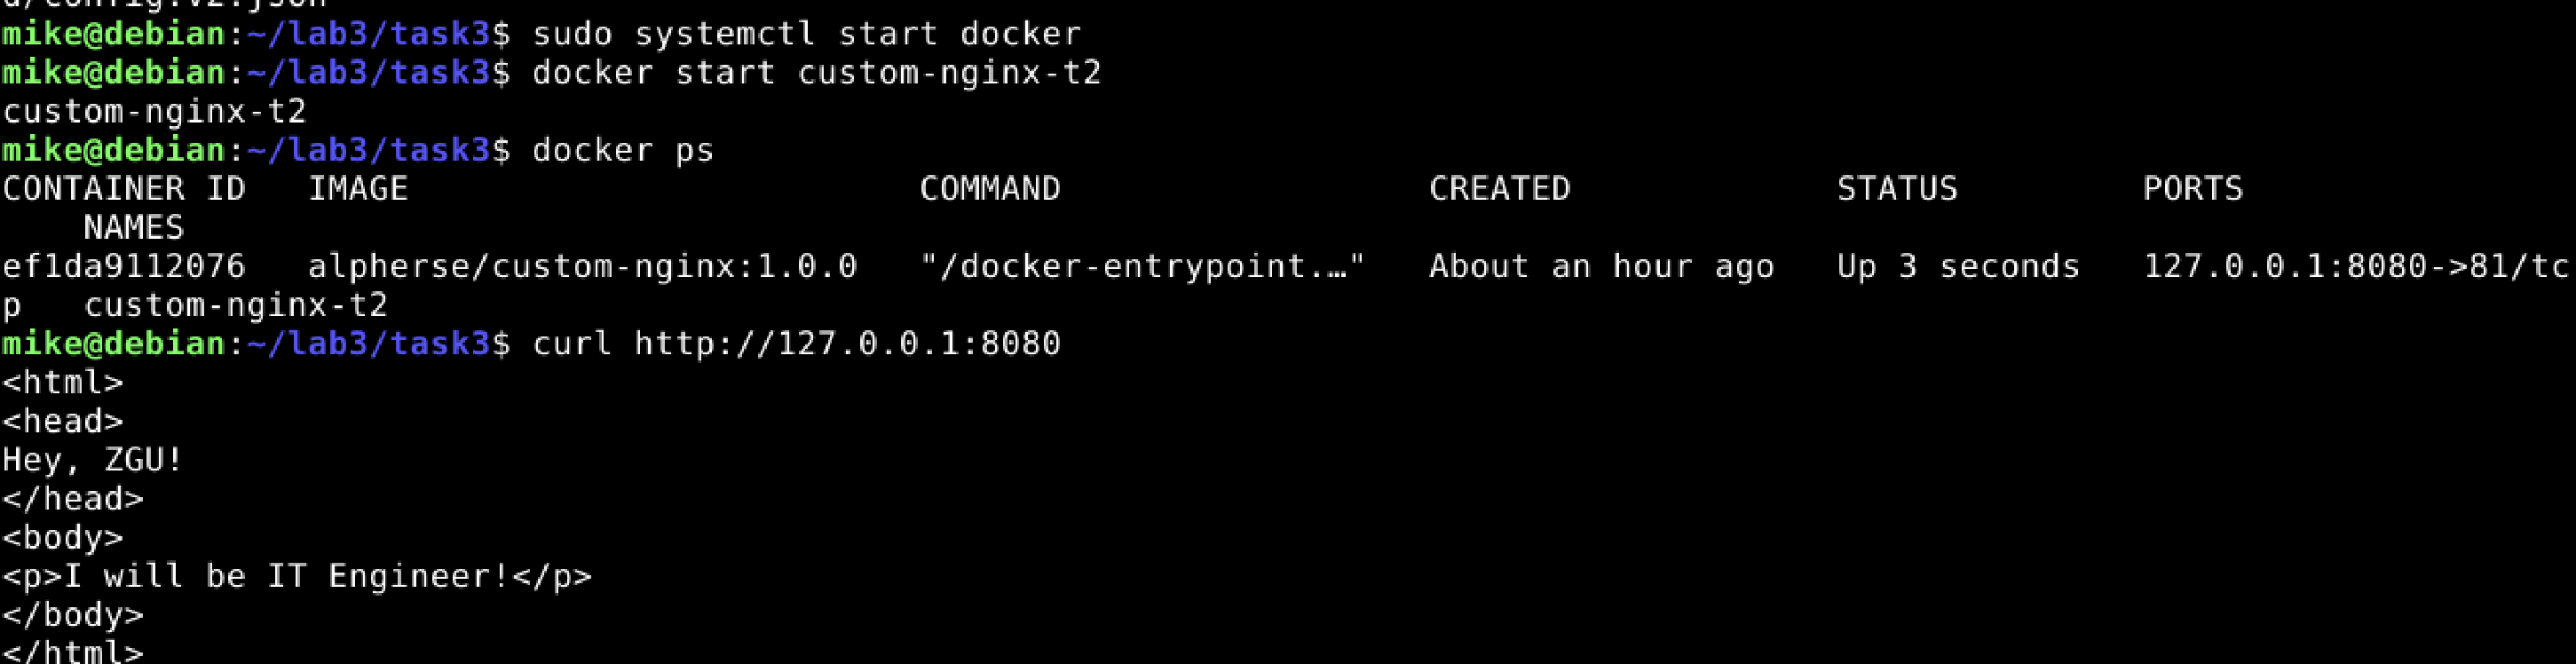 d/config.v2.json
mike@debian:~/lab3/task3$ sudo systemctl start docker
mike@debian:~/lab3/task3$ docker start custom-nginx-t2
custom-nginx-t2
mike@debian:~/lab3/task3$ docker ps
CONTAINER ID   IMAGE                         COMMAND                  CREATED             STATUS         PORTS
    NAMES
ef1da9112076   alpherse/custom-nginx:1.0.0   "/docker-entrypoint.…"   About an hour ago   Up 3 seconds   127.0.0.1:8080->81/tc
p   custom-nginx-t2
mike@debian:~/lab3/task3$ curl http://127.0.0.1:8080
<html>
<head>
Hey, ZGU!
</head>
<body>
<p>I will be IT Engineer!</p>
</body>
</html>